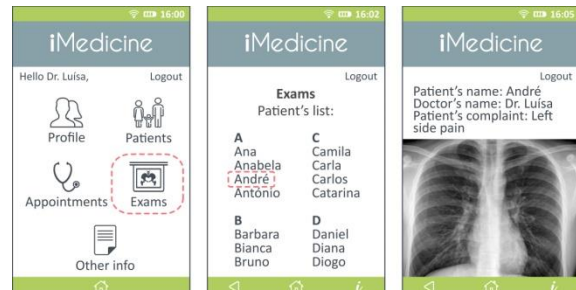 16:00
iMedicine
Hello Dr. Luísa, Logout
Profile Patients
Appointments Exams
Other info
16:02
iMedicine
Logout
Exams
Patient's list:
A
Ana
Anabela
André
António
B
Barbara
Bianca
Bruno
C
Camila
Carla
Carlos
Catarina
D
Daniel
Diana
Diogo
i
16:05
iMedicine
Logout
Patient's name: André
Doctor's name: Dr. Luísa
Patient's complaint: Left
side pain
i